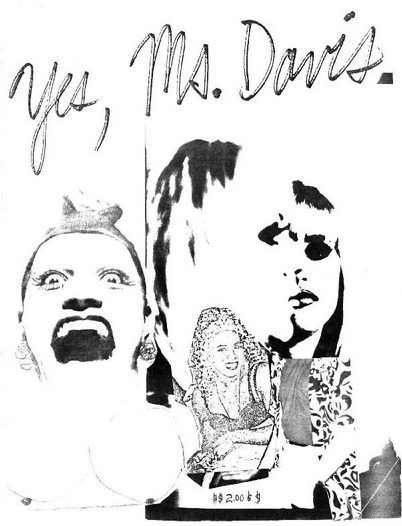 Yes, Ms. Davis.
$$ 2.00 $ $